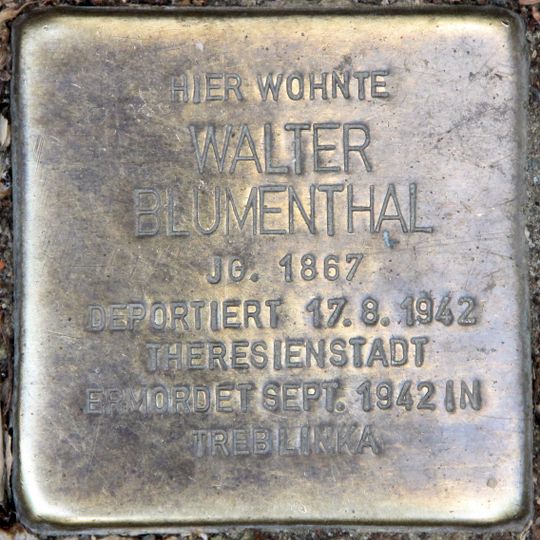 HIER WOHNTE
WALTER
BLUMENTHAL
JG. 1867
DEPORTIERT 17.8.1942
THERESIENSTADT
ERMORDET SEPT. 1942 IN
TREBLINKA